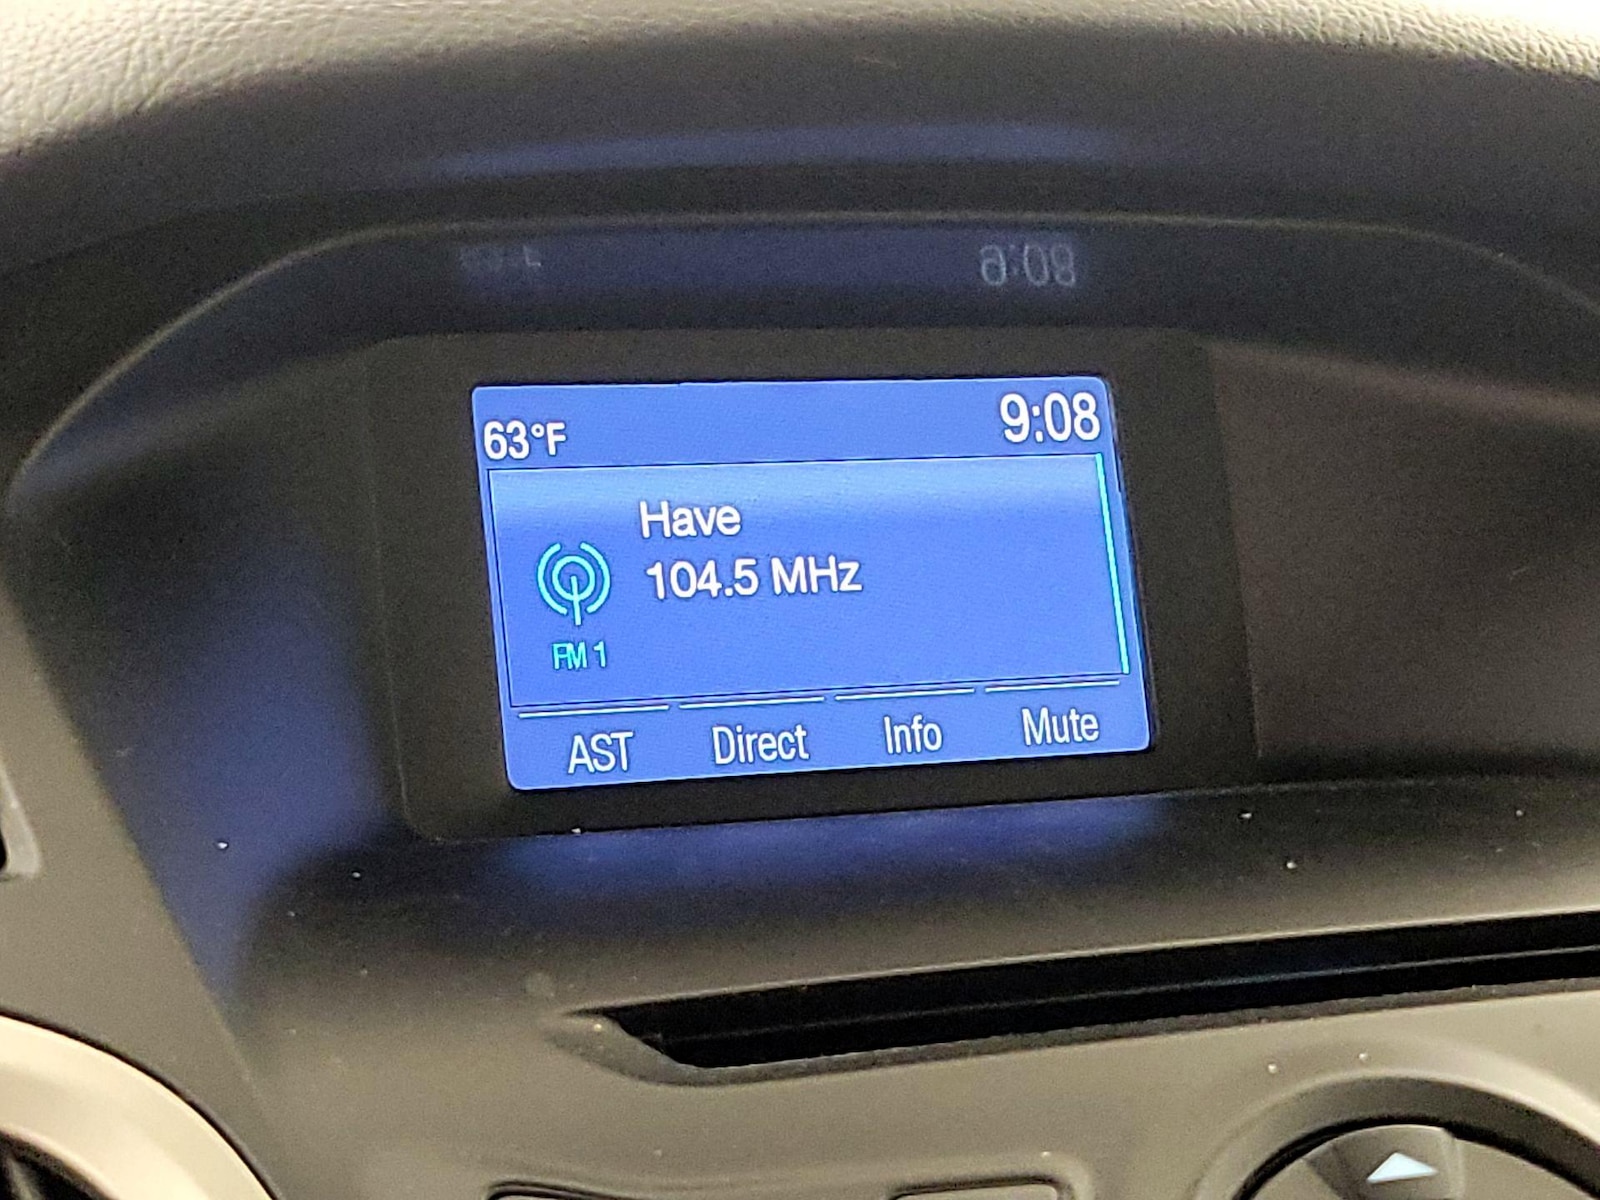 63°F 9:08
Have
104.5 MHz
FM 1
AST Direct Info Mute